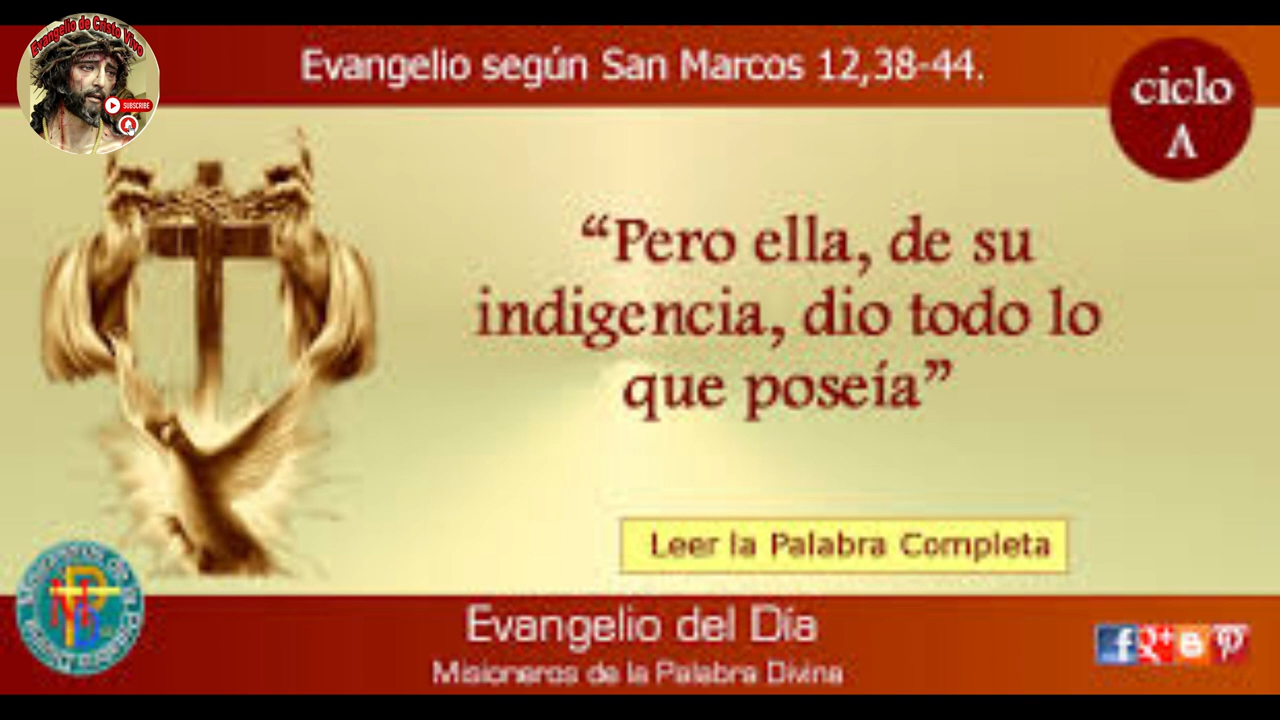 Evangelio de Cristo Vivo
SUBSCRIBE
Evangelio según San Marcos 12,38-44.
ciclo
A
“Pero ella, de su
indigencia, dio todo lo
que poseía”
Leer la Palabra Completa
Evangelio del Día
Misioneros de la Palabra Divina